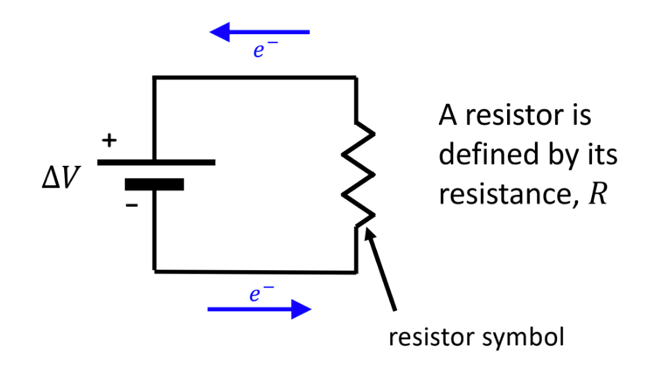 e⁻
+
ΔV
-
A resistor is
defined by its
resistance, R
e⁻
resistor symbol